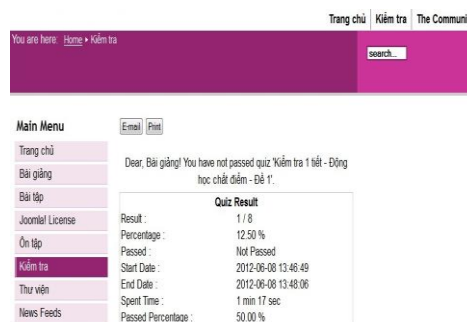 Trang chủ Kiểm tra The Communi
You are here: Home ▸ Kiểm tra
search...
Main Menu
Trang chủ
Bài giảng
Bài tập
Joomla! License
Ôn tập
Kiểm tra
Thư viện
News Feeds
E-mail Print
Dear, Bài giảng! You have not passed quiz 'Kiểm tra 1 tiết - Động
học chất điểm - Đề 1'.
Quiz Result
Result : 1 / 8
Percentage : 12.50 %
Passed : Not Passed
Start Date : 2012-06-08 13:46:49
End Date : 2012-06-08 13:48:06
Spent Time : 1 min 17 sec
Passed Percentage : 50.00 %